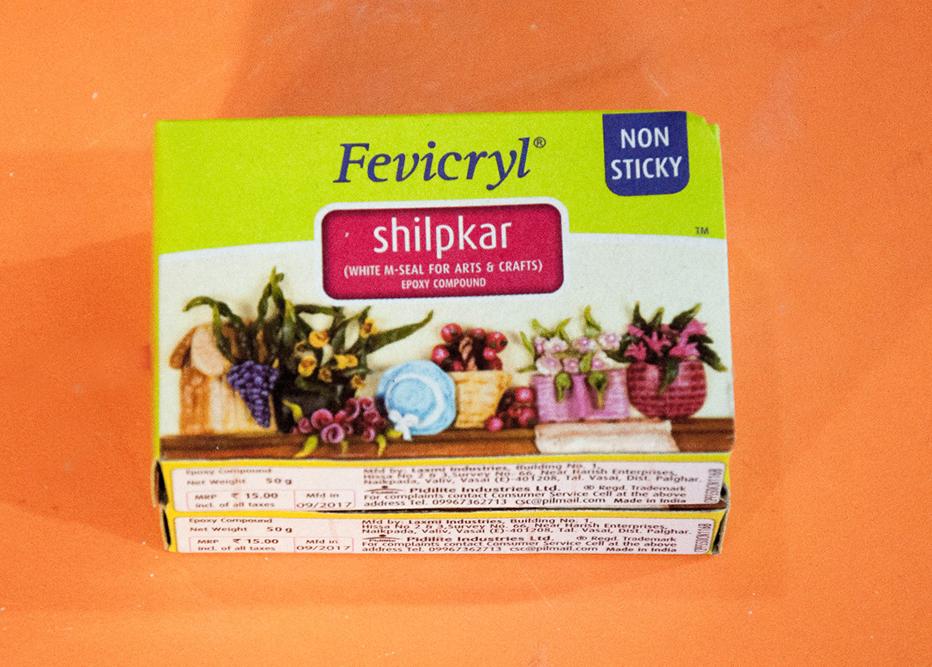 Fevicryl®
NON
STICKY
shilpkar
TM
(WHITE M-SEAL FOR ARTS & CRAFTS)
EPOXY COMPOUND
Epoxy Compound
Net Weight 50 g
MRP ₹ 15.00
incl. of all taxes
Mfd in
09/2017
Mfd by: Laxmi Industries, Building No. 1,
Hissa No 2 & 3, Survey No. 66, Near Harish Enterprises,
Naikpada, Valiv, Vasai (E)-401208, Tal. Vasai, Dist. Palghar.
Pidilite Industries Ltd. ® Regd. Trademark
For complaints contact Consumer Service Cell at the above
address Tel. 09967362713 csc@pilmail.com Made in India
Epoxy Compound
Net Weight 50 g
MRP ₹ 15.00
incl. of all taxes
Mfd in
09/2017
Mfd by: Laxmi Industries, Building No. 1,
Hissa No 2 & 3, Survey No. 66, Near Harish Enterprises,
Naikpada, Valiv, Vasai (E)-401208, Tal. Vasai, Dist. Palghar.
Pidilite Industries Ltd. ® Regd. Trademark
For complaints contact Consumer Service Cell at the above
address Tel. 09967362713 csc@pilmail.com Made in India